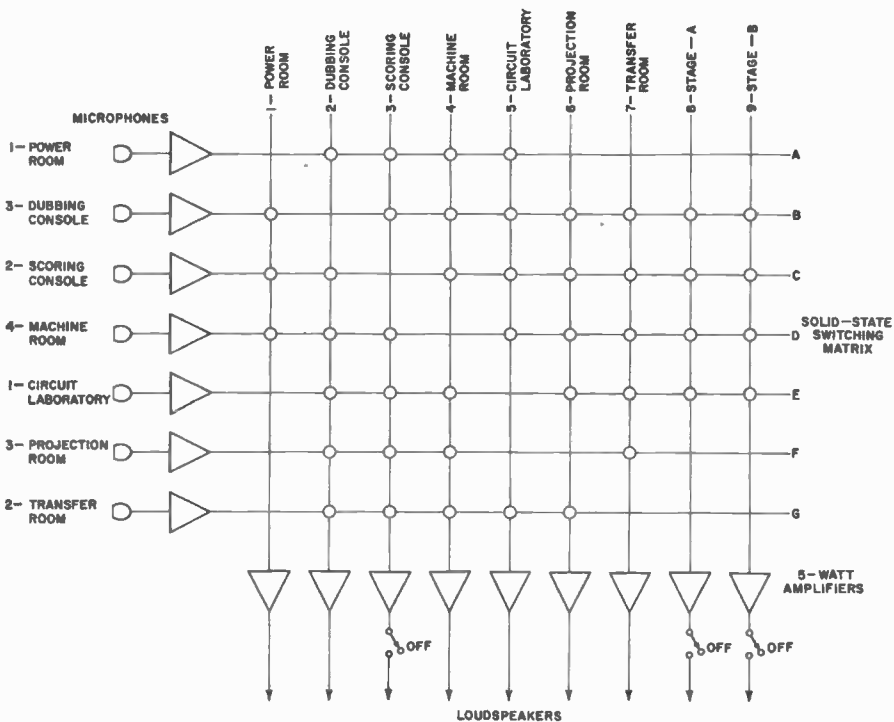 1— POWER
ROOM
2— DUBBING
CONSOLE
3— SCORING
CONSOLE
4— MACHINE
ROOM
5— CIRCUIT
LABORATORY
6— PROJECTION
ROOM
7— TRANSFER
ROOM
8— STAGE — A
9— STAGE — B
MICROPHONES
1— POWER
ROOM
A
3— DUBBING
CONSOLE
B
2— SCORING
CONSOLE
C
4— MACHINE
ROOM
D
SOLID—STATE
SWITCHING
MATRIX
1— CIRCUIT
LABORATORY
E
3— PROJECTION
ROOM
F
2— TRANSFER
ROOM
G
5—WATT
AMPLIFIERS
OFF
OFF
OFF
LOUDSPEAKERS